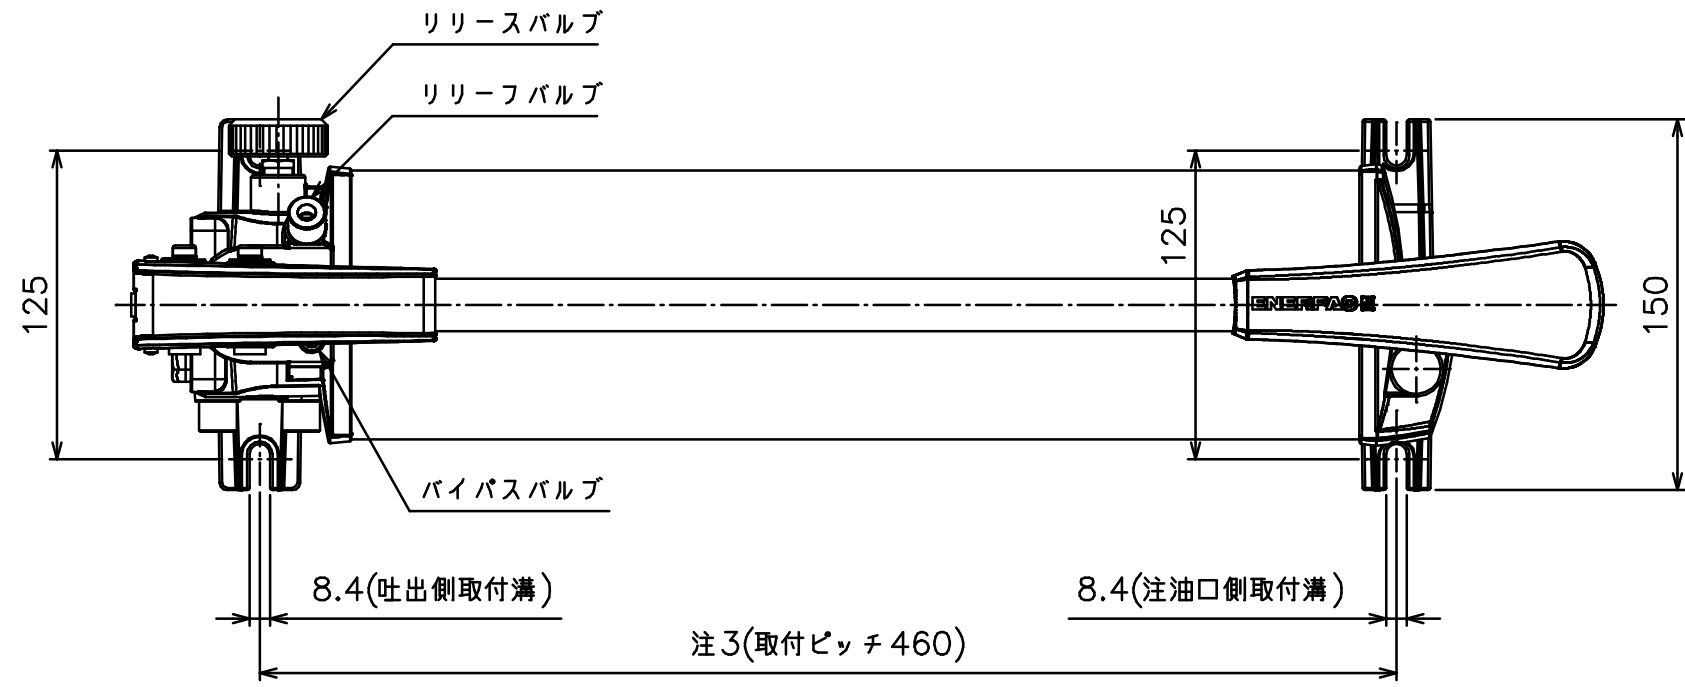 リリースバルブ
リリーフバルブ
125
125
150
ENERPAC
バイパスバルブ
8.4(吐出側取付溝)
8.4(注油口側取付溝)
注3(取付ピッチ460)